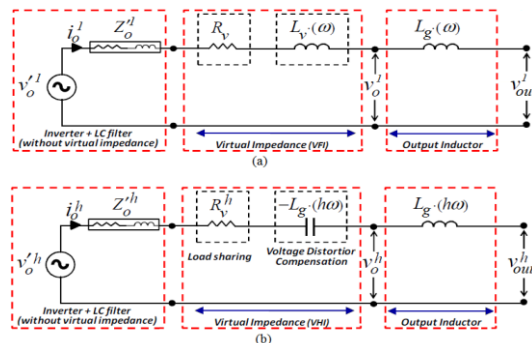 i_o^1 Z'_o^1 R_v L_v·(ω) L_g·(ω)
v'_o^1 v_o^1 v_out^1
Inverter + LC filter
(without virtual impedance)
Virtual Impedance (VFI)
Output Inductor
(a)
i_o^h Z'_o^h R_v^h −L_g·(hω) L_g·(hω)
Load sharing
Voltage Distortior
Compensation
v'_o^h v_o^h v_out^h
Inverter + LC filter
(without virtual impedance)
Virtual Impedance (VHI)
Output Inductor
(b)